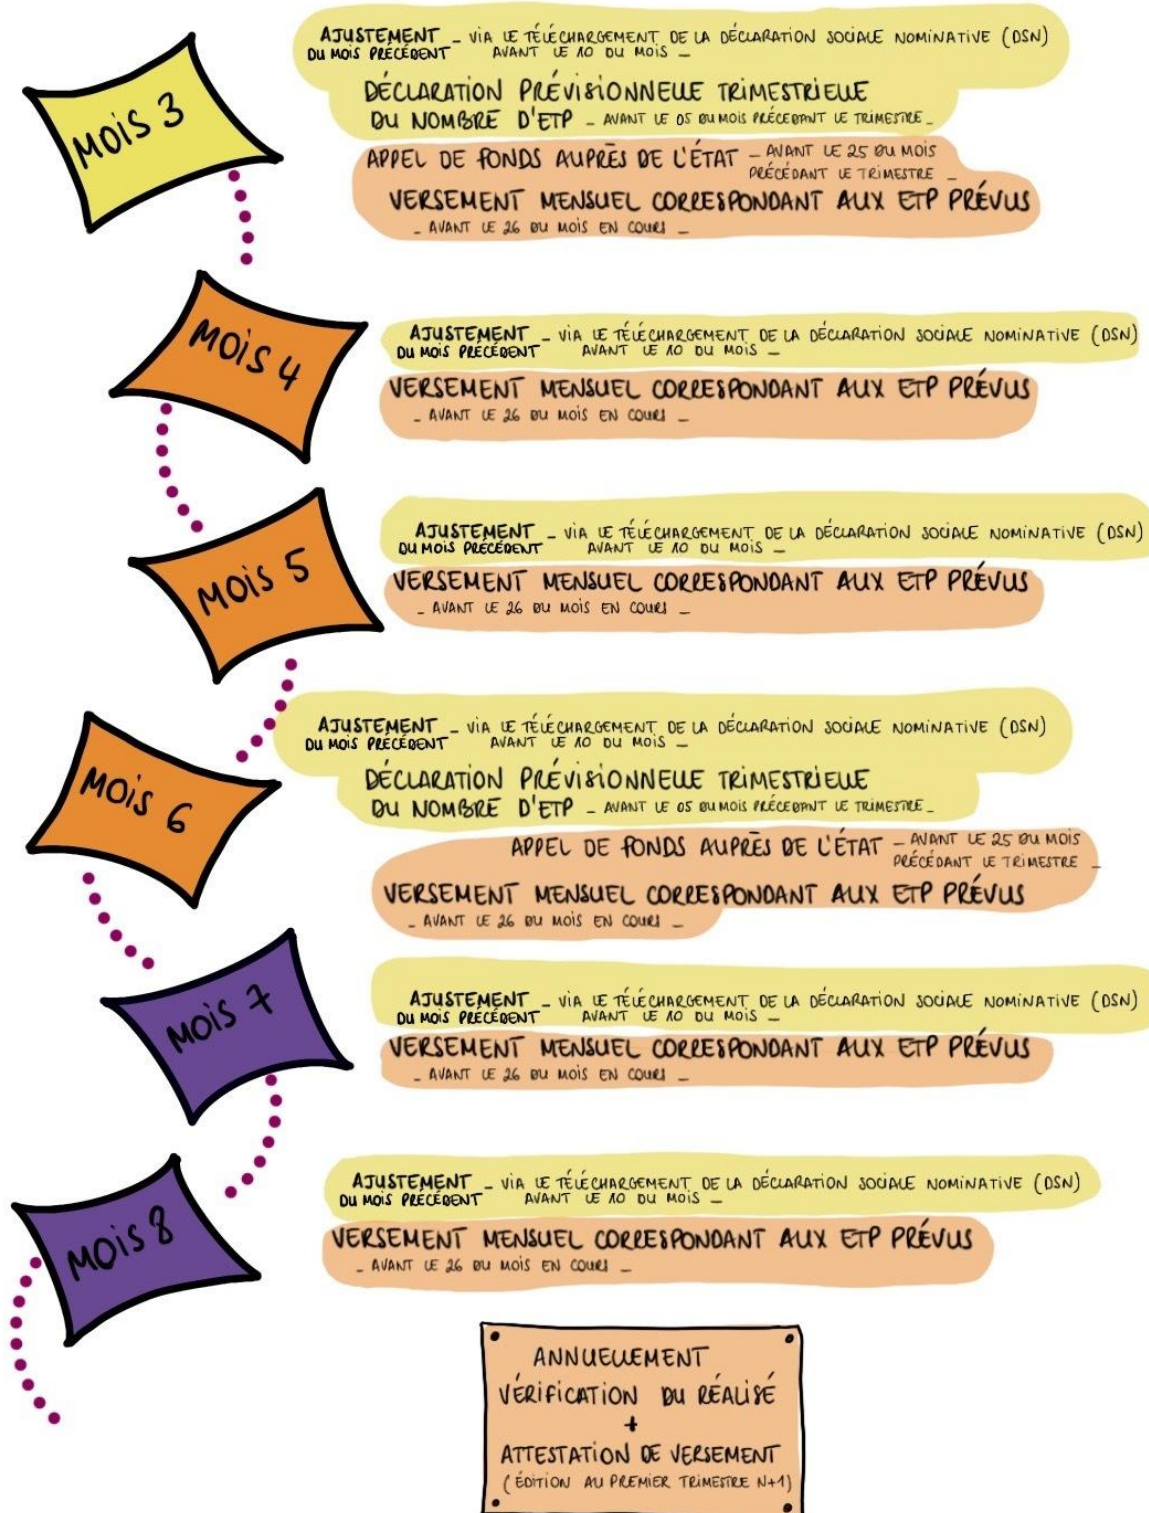 MOIS 3
AJUSTEMENT _ VIA LE TÉLÉCHARGEMENT DE LA DÉCLARATION SOCIALE NOMINATIVE (DSN)
DU MOIS PRÉCÉDENT AVANT LE 10 DU MOIS _
DÉCLARATION PRÉVISIONNELLE TRIMESTRIELLE
DU NOMBRE D'ETP _ AVANT LE 05 DU MOIS PRÉCEDANT LE TRIMESTRE _
APPEL DE FONDS AUPRÈS DE L'ÉTAT _ AVANT LE 25 DU MOIS
PRÉCÉDANT LE TRIMESTRE _
VERSEMENT MENSUEL CORRESPONDANT AUX ETP PRÉVUS
_ AVANT LE 26 DU MOIS EN COURS _
MOIS 4
AJUSTEMENT _ VIA LE TÉLÉCHARGEMENT DE LA DÉCLARATION SOCIALE NOMINATIVE (DSN)
DU MOIS PRÉCÉDENT AVANT LE 10 DU MOIS _
VERSEMENT MENSUEL CORRESPONDANT AUX ETP PRÉVUS
_ AVANT LE 26 DU MOIS EN COURS _
MOIS 5
AJUSTEMENT _ VIA LE TÉLÉCHARGEMENT DE LA DÉCLARATION SOCIALE NOMINATIVE (DSN)
DU MOIS PRÉCÉDENT AVANT LE 10 DU MOIS _
VERSEMENT MENSUEL CORRESPONDANT AUX ETP PRÉVUS
_ AVANT LE 26 DU MOIS EN COURS _
MOIS 6
AJUSTEMENT _ VIA LE TÉLÉCHARGEMENT DE LA DÉCLARATION SOCIALE NOMINATIVE (DSN)
DU MOIS PRÉCÉDENT AVANT LE 10 DU MOIS _
DÉCLARATION PRÉVISIONNELLE TRIMESTRIELLE
DU NOMBRE D'ETP _ AVANT LE 05 DU MOIS PRÉCEDANT LE TRIMESTRE _
APPEL DE FONDS AUPRÈS DE L'ÉTAT _ AVANT LE 25 DU MOIS
PRÉCÉDANT LE TRIMESTRE _
VERSEMENT MENSUEL CORRESPONDANT AUX ETP PRÉVUS
_ AVANT LE 26 DU MOIS EN COURS _
MOIS 7
AJUSTEMENT _ VIA LE TÉLÉCHARGEMENT DE LA DÉCLARATION SOCIALE NOMINATIVE (DSN)
DU MOIS PRÉCÉDENT AVANT LE 10 DU MOIS _
VERSEMENT MENSUEL CORRESPONDANT AUX ETP PRÉVUS
_ AVANT LE 26 DU MOIS EN COURS _
MOIS 8
AJUSTEMENT _ VIA LE TÉLÉCHARGEMENT DE LA DÉCLARATION SOCIALE NOMINATIVE (DSN)
DU MOIS PRÉCÉDENT AVANT LE 10 DU MOIS _
VERSEMENT MENSUEL CORRESPONDANT AUX ETP PRÉVUS
_ AVANT LE 26 DU MOIS EN COURS _
ANNUELLEMENT
VÉRIFICATION DU RÉALISÉ
+
ATTESTATION DE VERSEMENT
(ÉDITION AU PREMIER TRIMESTRE N+1)